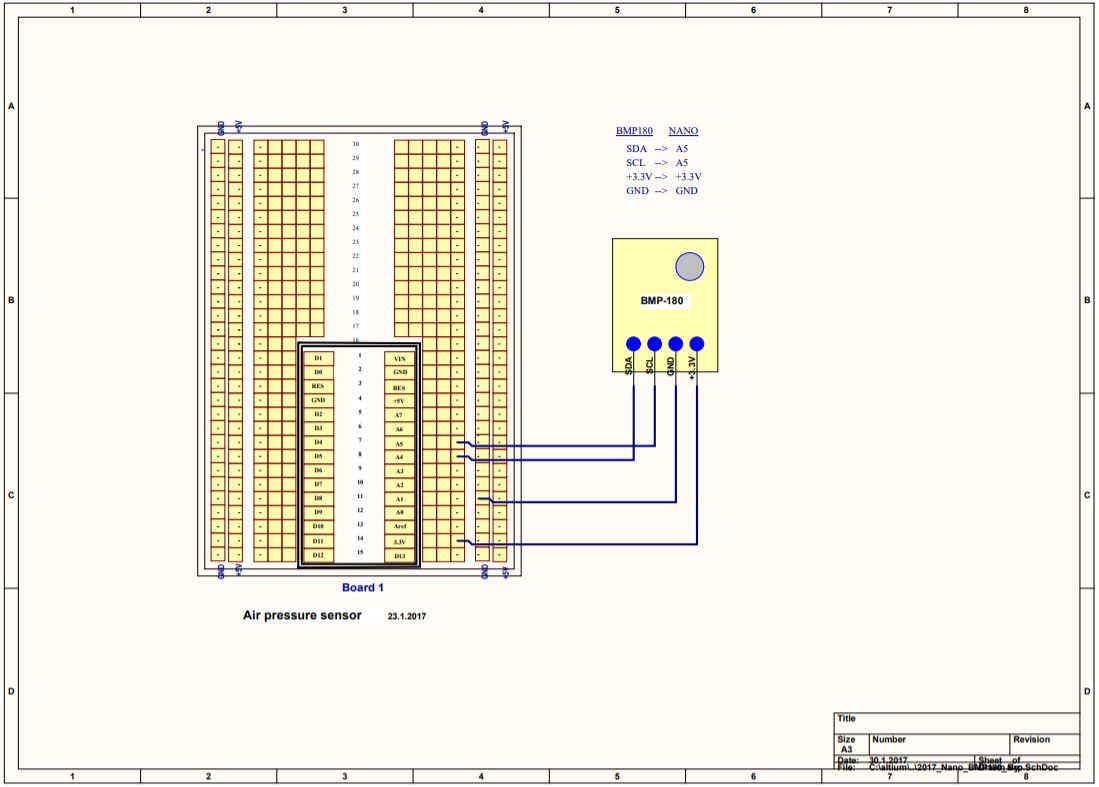 1 2 3 4 5 6 7 8
A A
GND +5V GND +5V
BMP180 NANO
SDA --> A5
SCL --> A5
+3.3V --> +3.3V
GND --> GND
30
29
28
27
26
25
24
23
22
21
20
19
18
17
16
B B
BMP-180
SDA SCL GND +3.3V
D1 1 VIN
D0 2 GND
RES 3 RES
GND 4 +5V
D2 5 A7
D3 6 A6
D4 7 A5
D5 8 A4
D6 9 A3
D7 10 A2
D8 11 A1
D9 12 A0
D10 13 Aref
D11 14 3.3V
D12 15 D13
C C
GND +5V GND +5V
Board 1
Air pressure sensor 23.1.2017
D D
Title
Size Number Revision
A3
Date: 30.1.2017 Sheet of
File: C:\altium\..\2017_Nano_BMP180_Exp.SchDoc
1 2 3 4 5 6 7 8